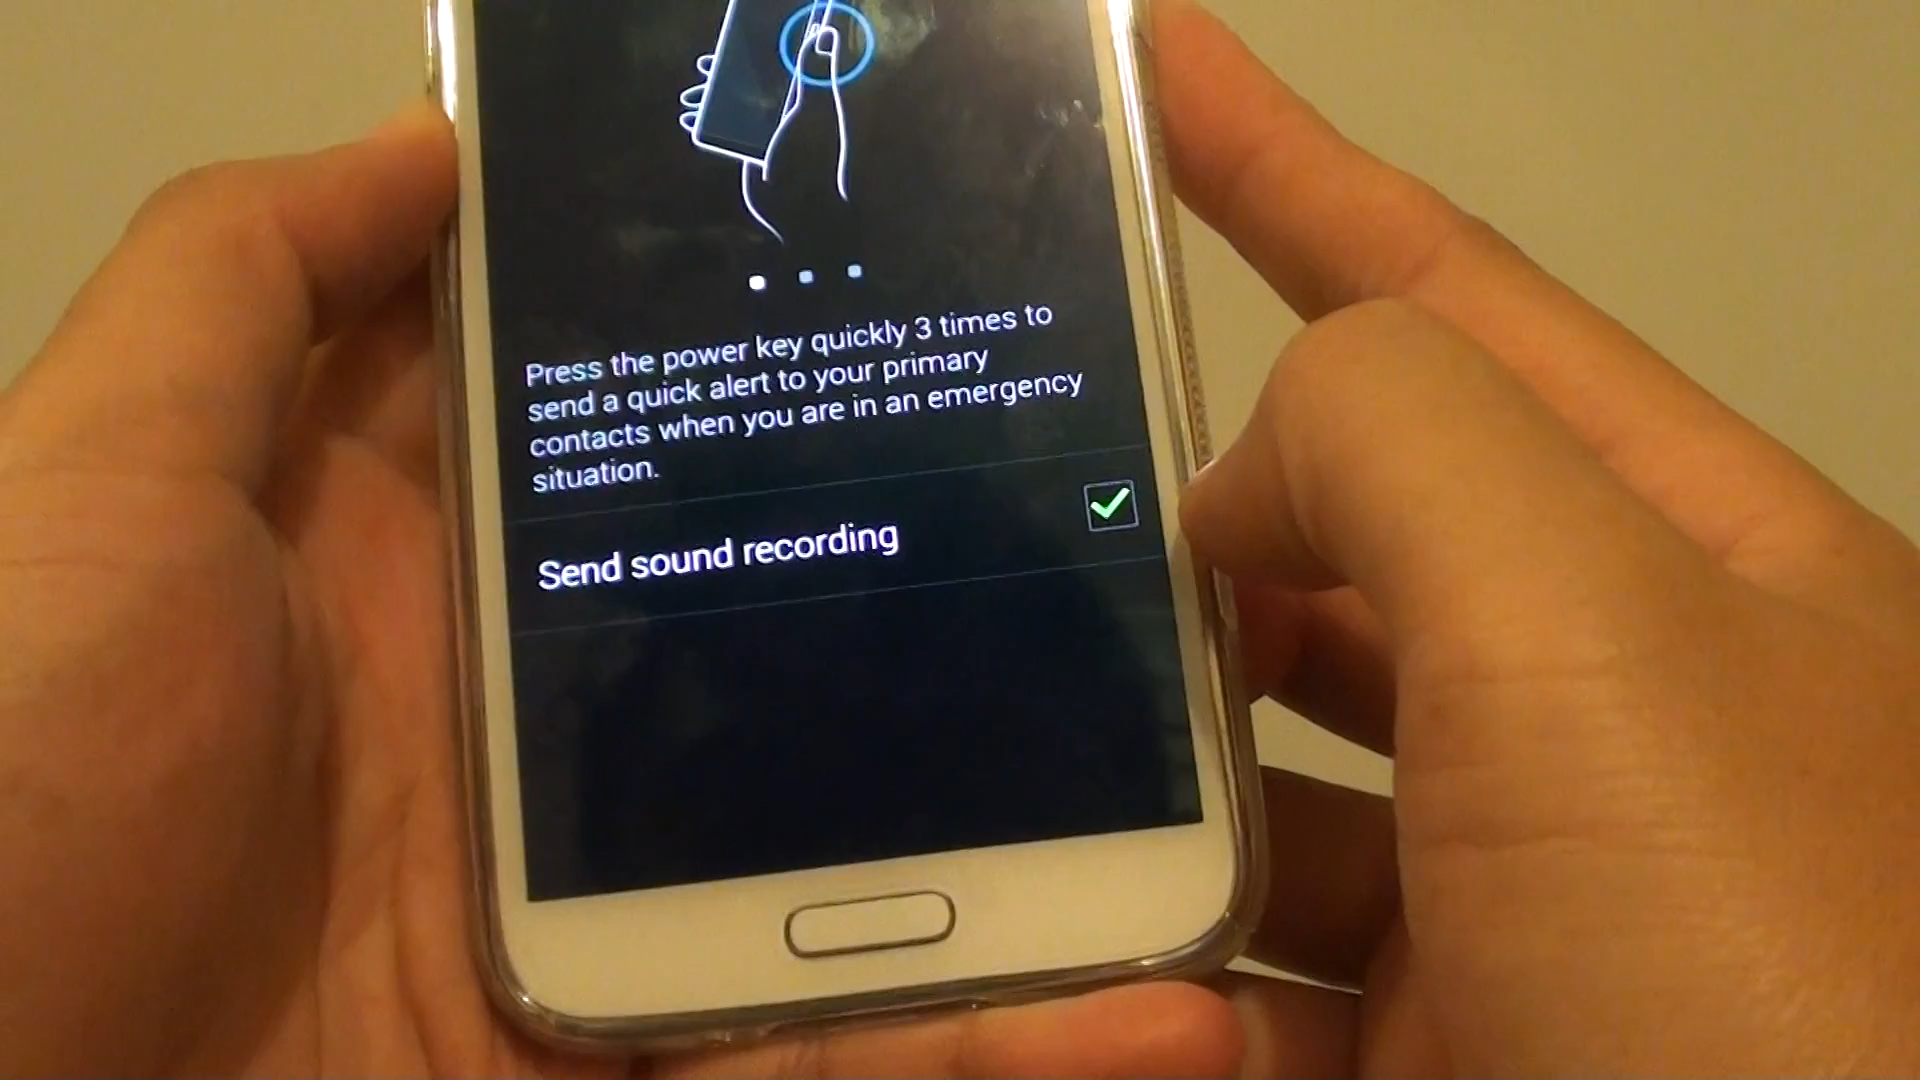 Press the power key quickly 3 times to
send a quick alert to your primary
contacts when you are in an emergency
situation.
Send sound recording